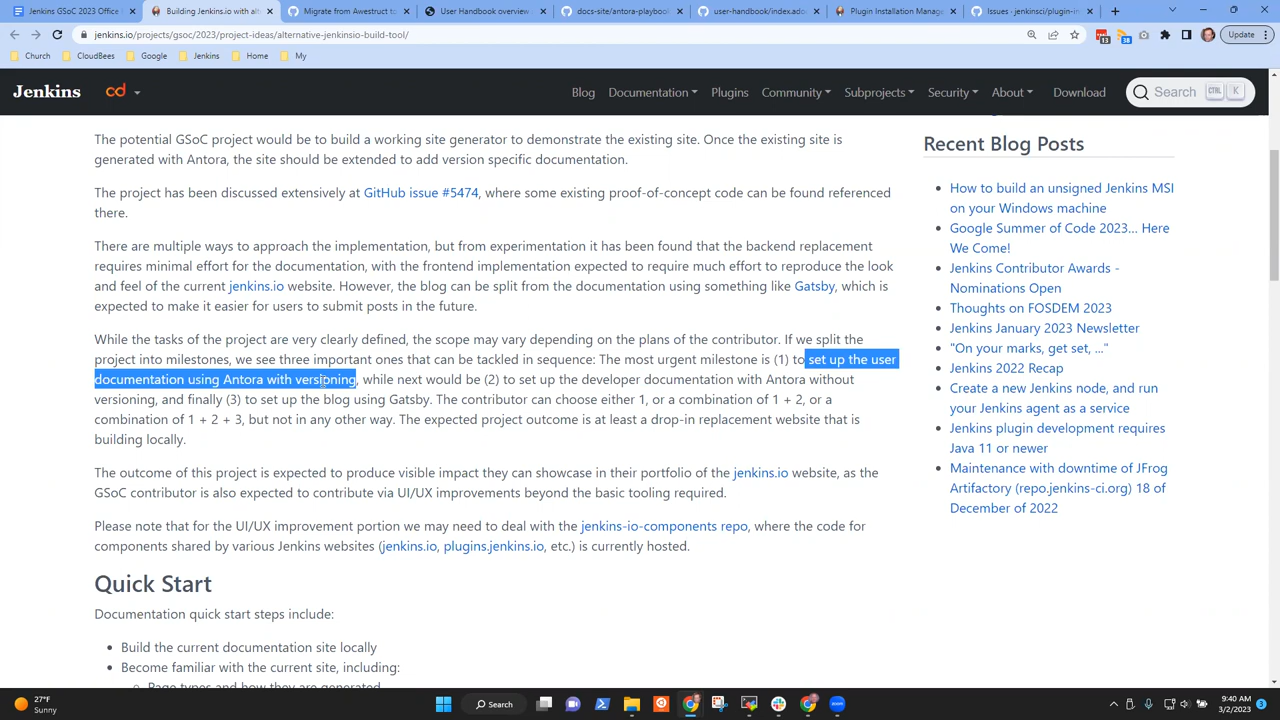 Jenkins GSoC 2023 Office H
Building Jenkins.io with alt
Migrate from Awestruct to
User Handbook overview
docs-site/antora-playbook
user-handbook/index.ado
Plugin Installation Manage
Issues · jenkinsci/plugin-in
jenkins.io/projects/gsoc/2023/project-ideas/alternative-jenkinsio-build-tool/
13
38
Update
Church
CloudBees
Google
Jenkins
Home
My
Jenkins
cd
Blog
Documentation
Plugins
Community
Subprojects
Security
About
Download
Search
CTRL
K
The potential GSoC project would be to build a working site generator to demonstrate the existing site. Once the existing site is
generated with Antora, the site should be extended to add version specific documentation.
The project has been discussed extensively at GitHub issue #5474, where some existing proof-of-concept code can be found referenced
there.
There are multiple ways to approach the implementation, but from experimentation it has been found that the backend replacement
requires minimal effort for the documentation, with the frontend implementation expected to require much effort to reproduce the look
and feel of the current jenkins.io website. However, the blog can be split from the documentation using something like Gatsby, which is
expected to make it easier for users to submit posts in the future.
While the tasks of the project are very clearly defined, the scope may vary depending on the plans of the contributor. If we split the
project into milestones, we see three important ones that can be tackled in sequence: The most urgent milestone is (1) to set up the user
documentation using Antora with versioning, while next would be (2) to set up the developer documentation with Antora without
versioning, and finally (3) to set up the blog using Gatsby. The contributor can choose either 1, or a combination of 1 + 2, or a
combination of 1 + 2 + 3, but not in any other way. The expected project outcome is at least a drop-in replacement website that is
building locally.
The outcome of this project is expected to produce visible impact they can showcase in their portfolio of the jenkins.io website, as the
GSoC contributor is also expected to contribute via UI/UX improvements beyond the basic tooling required.
Please note that for the UI/UX improvement portion we may need to deal with the jenkins-io-components repo, where the code for
components shared by various Jenkins websites (jenkins.io, plugins.jenkins.io, etc.) is currently hosted.
Quick Start
Documentation quick start steps include:
Build the current documentation site locally
Become familiar with the current site, including:
Page types and how they are generated
Recent Blog Posts
How to build an unsigned Jenkins MSI
on your Windows machine
Google Summer of Code 2023... Here
We Come!
Jenkins Contributor Awards -
Nominations Open
Thoughts on FOSDEM 2023
Jenkins January 2023 Newsletter
"On your marks, get set, ..."
Jenkins 2022 Recap
Create a new Jenkins node, and run
your Jenkins agent as a service
Jenkins plugin development requires
Java 11 or newer
Maintenance with downtime of JFrog
Artifactory (repo.jenkins-ci.org) 18 of
December of 2022
27°F
Sunny
Search
9:40 AM
3/2/2023